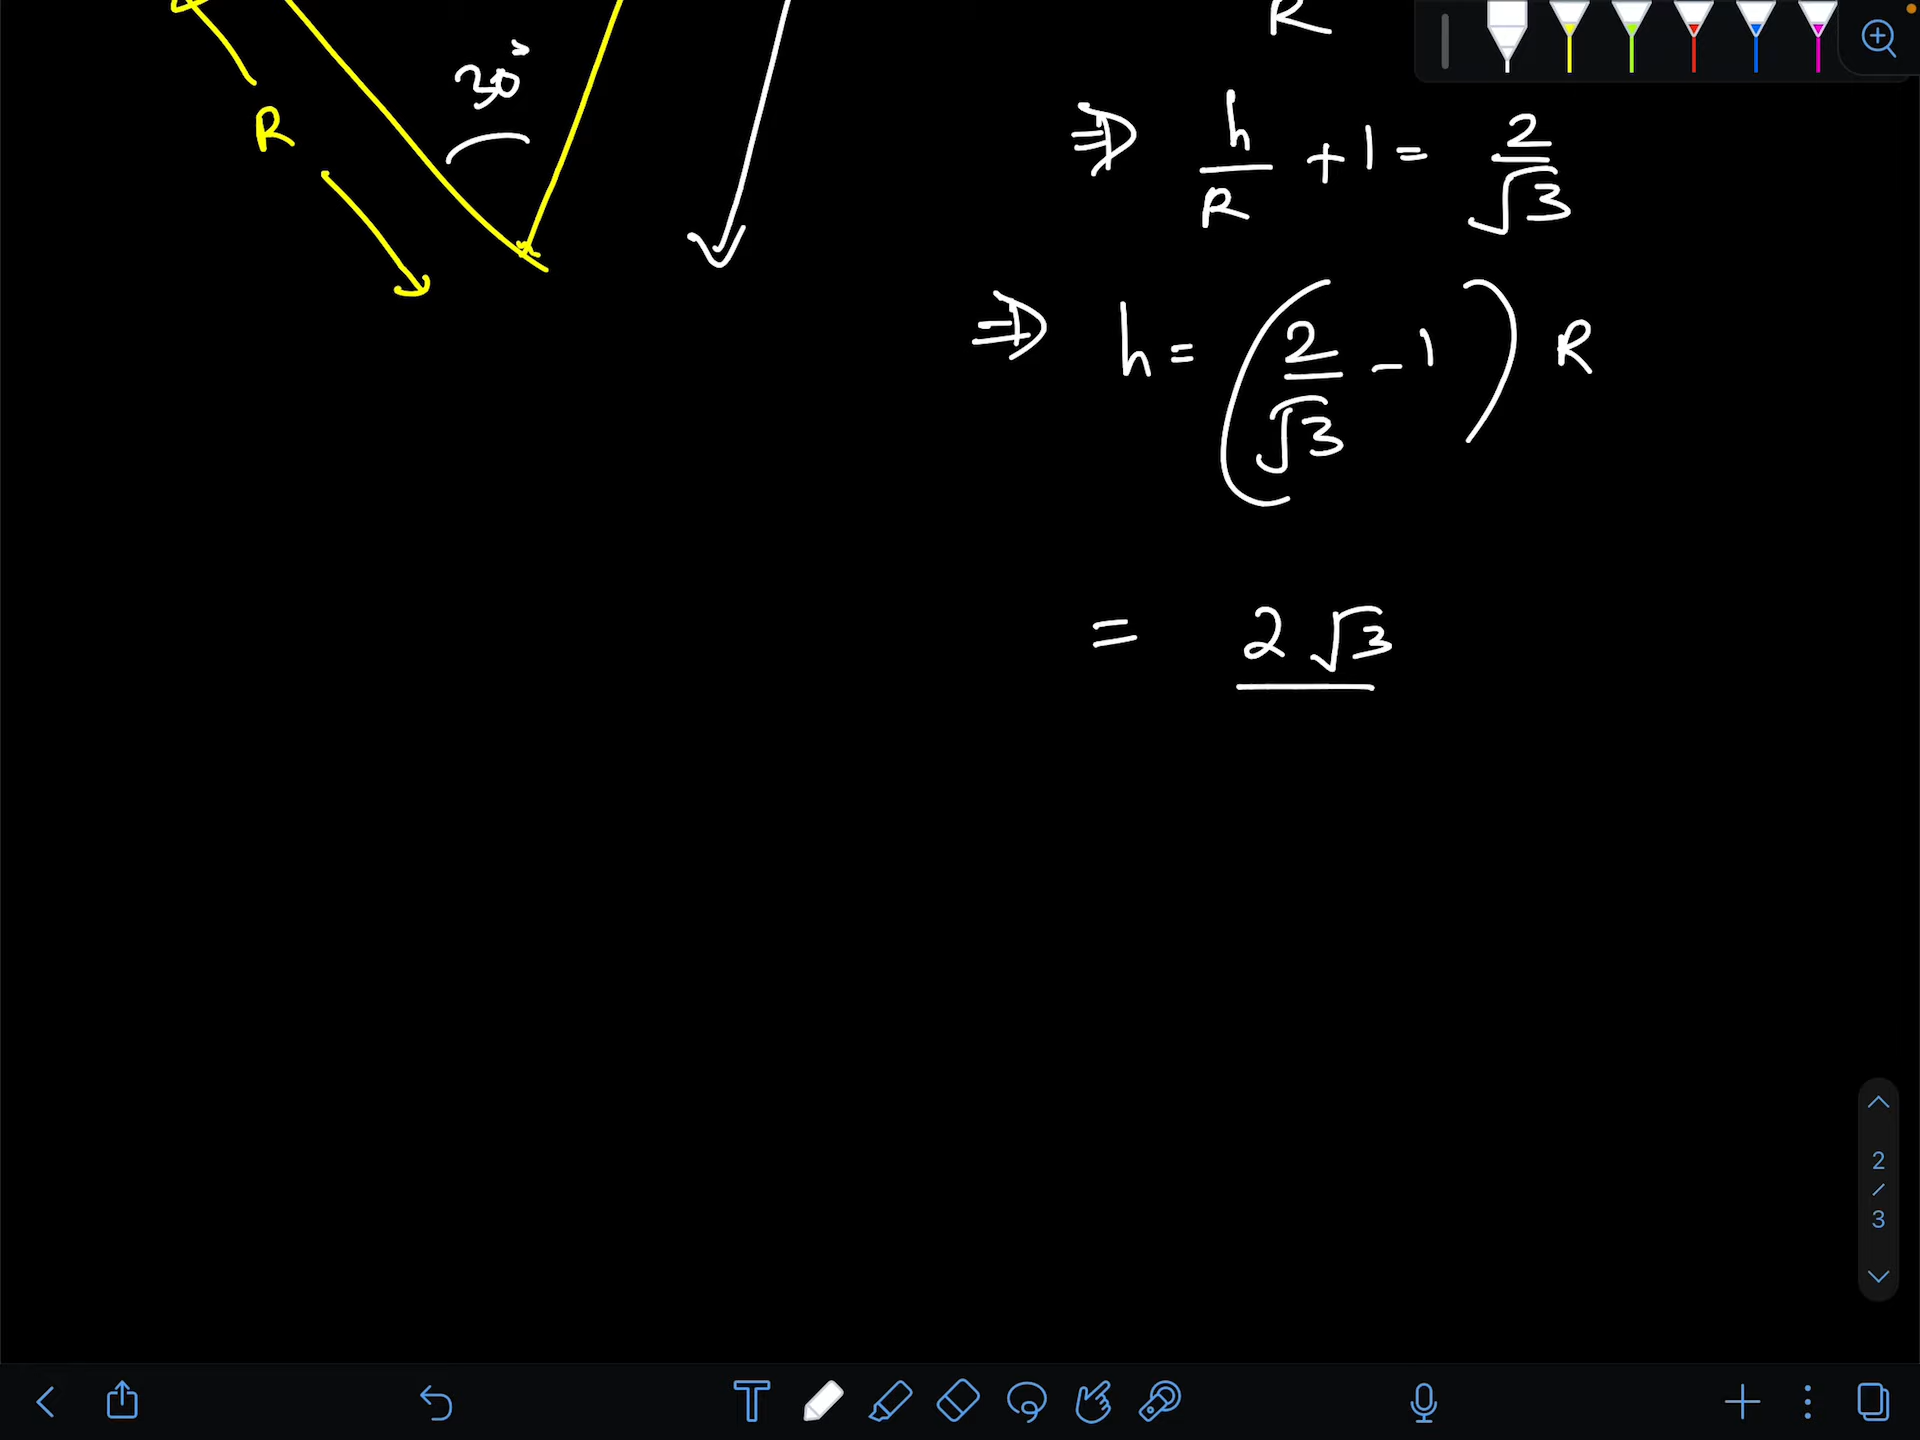 R
30°
R
⇒ h/R + 1 = 2/√3
⇒ h = (2/√3 - 1) R
= 2√3
2
/
3
T